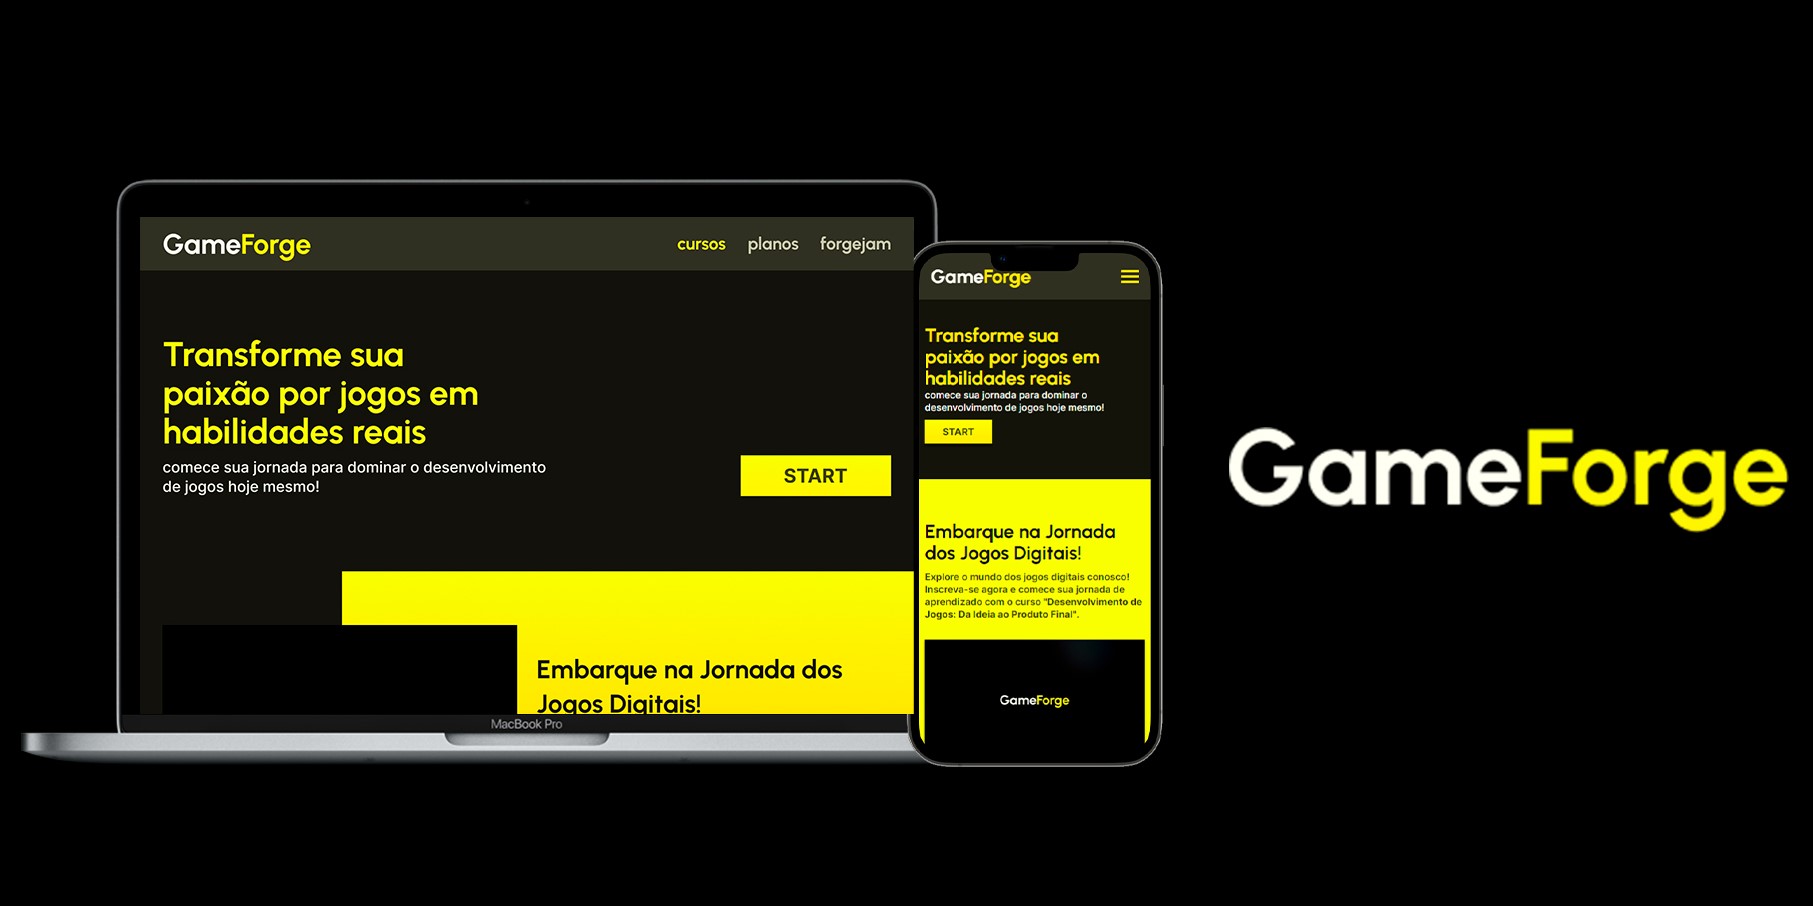 GameForge
cursos planos forgejam
Transforme sua
paixão por jogos em
habilidades reais
comece sua jornada para dominar o desenvolvimento
de jogos hoje mesmo!
START
Embarque na Jornada dos
Jogos Digitais!
MacBook Pro
GameForge
Transforme sua
paixão por jogos em
habilidades reais
comece sua jornada para dominar o
desenvolvimento de jogos hoje mesmo!
START
Embarque na Jornada
dos Jogos Digitais!
Explore o mundo dos jogos digitais conosco!
Inscreva-se agora e comece sua jornada de
aprendizado com o curso "Desenvolvimento de
Jogos: Da Ideia ao Produto Final".
GameForge
GameForge